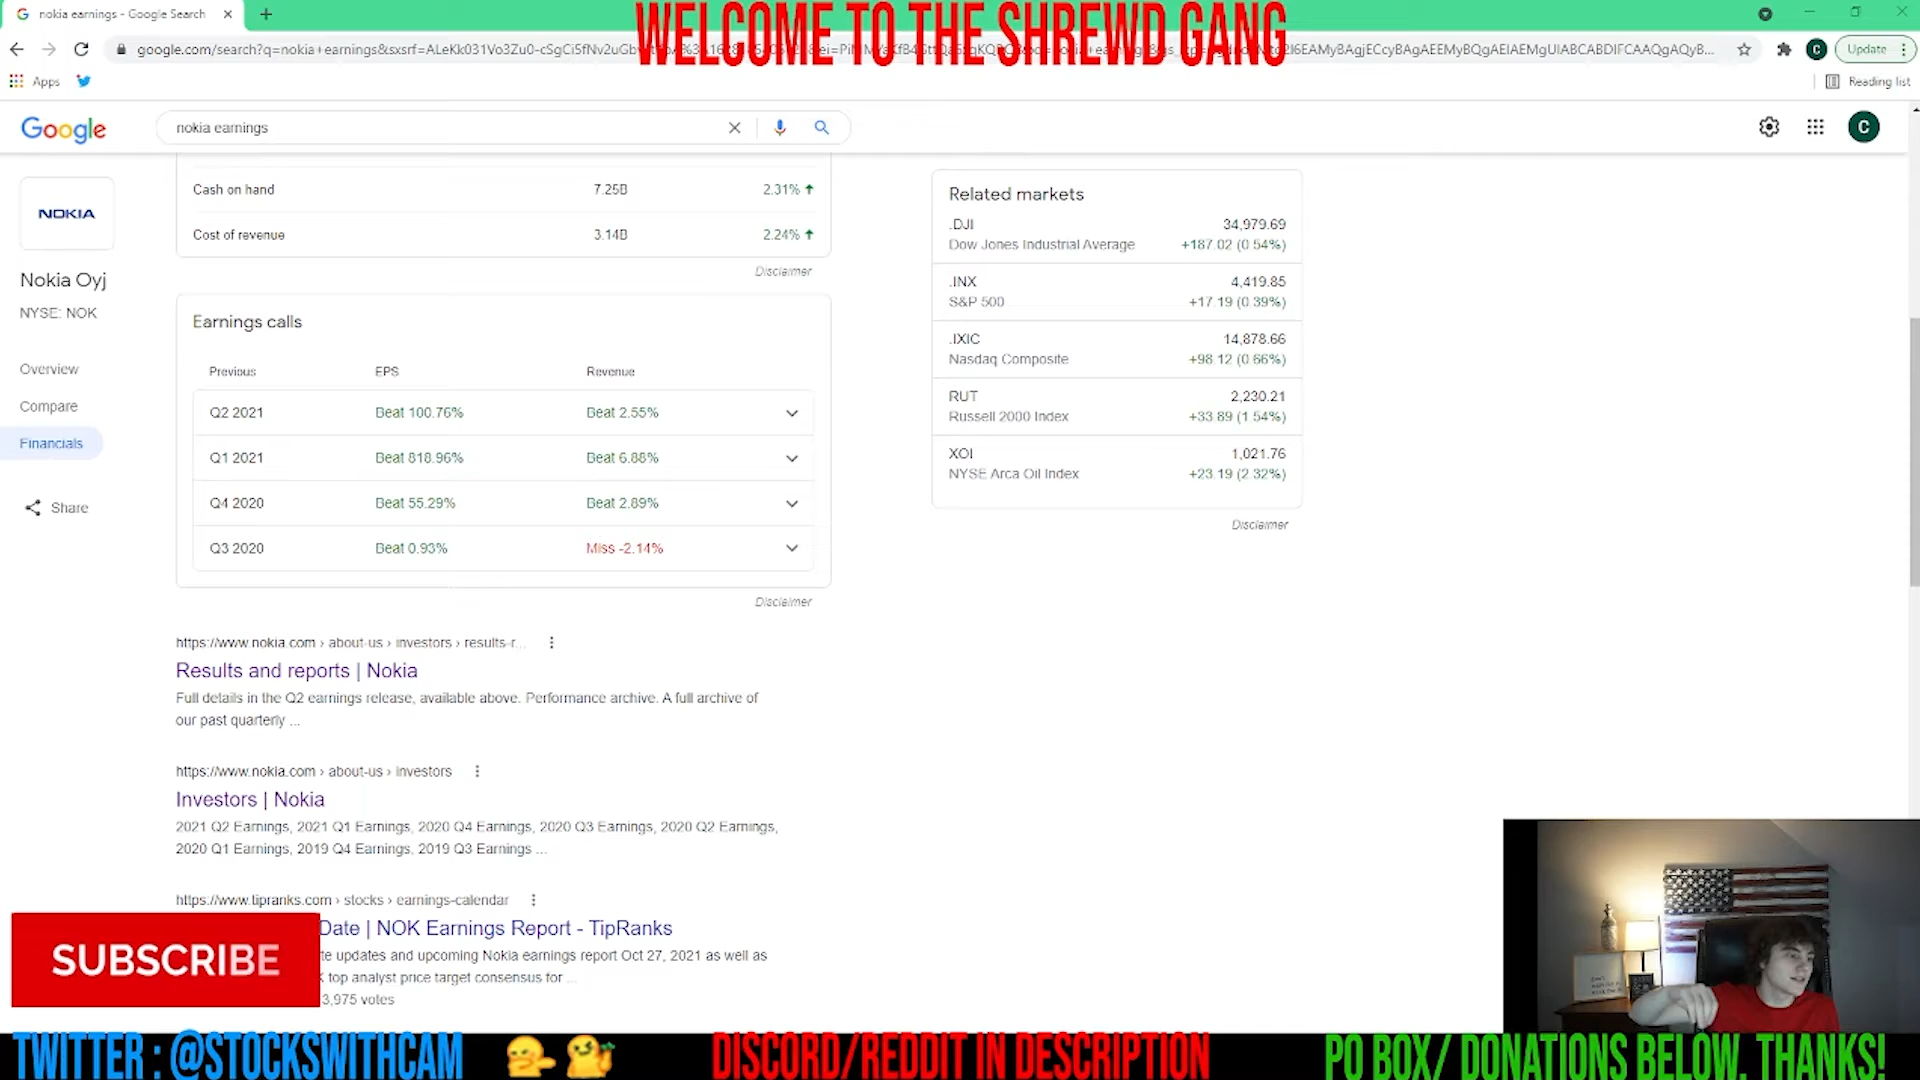 nokia earnings - Google Search
WELCOME TO THE SHREWD GANG
Update
Apps
Reading list
Google
nokia earnings
C
C
NOKIA
Nokia Oyj
NYSE: NOK
Overview
Compare
Financials
Share
Cash on hand 7.25B 2.31%
Cost of revenue 3.14B 2.24%
Disclaimer
Earnings calls
Previous EPS Revenue
Q2 2021 Beat 100.76% Beat 2.55%
Q1 2021 Beat 818.96% Beat 6.88%
Q4 2020 Beat 55.29% Beat 2.89%
Q3 2020 Beat 0.93% Miss -2.14%
Disclaimer
Related markets
.DJI 34,979.69
Dow Jones Industrial Average +187.02 (0.54%)
.INX 4,419.85
S&P 500 +17.19 (0.39%)
.IXIC 14,878.66
Nasdaq Composite +98.12 (0.66%)
RUT 2,230.21
Russell 2000 Index +33.89 (1.54%)
XOI 1,021.76
NYSE Arca Oil Index +23.19 (2.32%)
Disclaimer
https://www.nokia.com › about-us › investors › results-r...
Results and reports | Nokia
Full details in the Q2 earnings release, available above. Performance archive. A full archive of
our past quarterly ...
https://www.nokia.com › about-us › investors
Investors | Nokia
2021 Q2 Earnings, 2021 Q1 Earnings, 2020 Q4 Earnings, 2020 Q3 Earnings, 2020 Q2 Earnings,
2020 Q1 Earnings, 2019 Q4 Earnings, 2019 Q3 Earnings ...
https://www.tipranks.com › stocks › earnings-calendar
Date | NOK Earnings Report - TipRanks
updates and upcoming Nokia earnings report Oct 27, 2021 as well as
top analyst price target consensus for ...
3,975 votes
SUBSCRIBE
TWITTER : @STOCKSWITHCAM
DISCORD/REDDIT IN DESCRIPTION
PO BOX/ DONATIONS BELOW, THANKS!